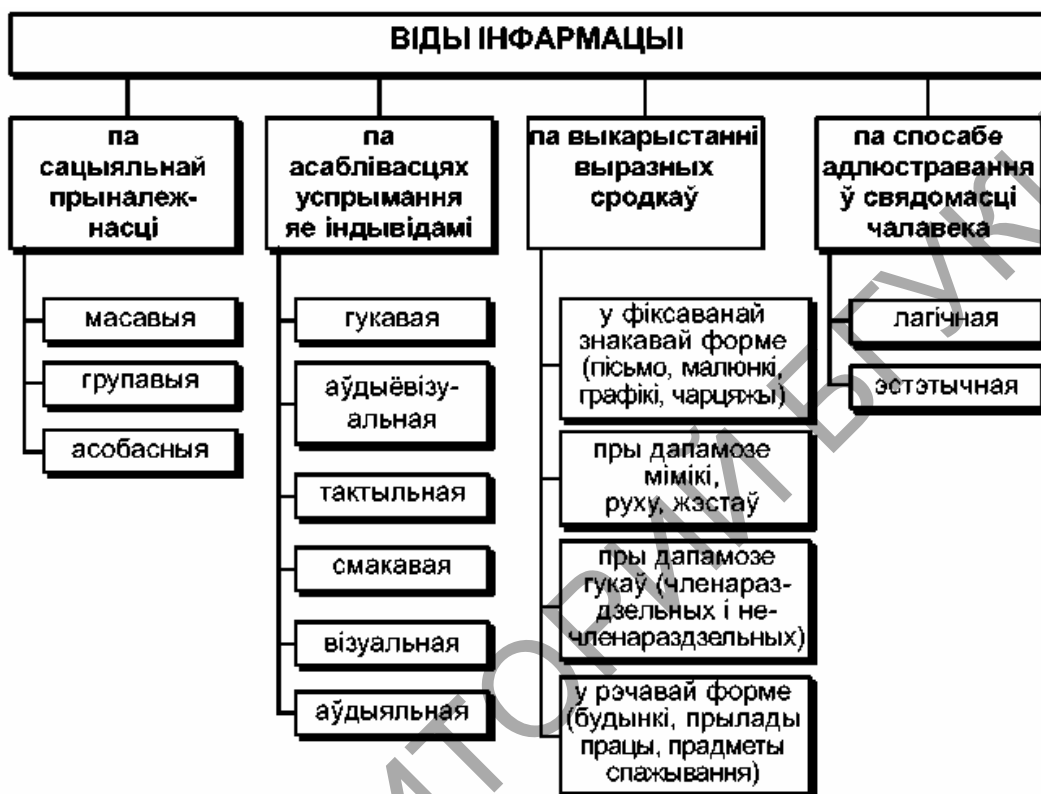 ВІДЫ ІНФАРМАЦЫІ
па
сацыяльнай
прыналеж-
насці
масавыя
групавыя
асобасныя
па
асаблівасцях
успрымання
яе індывідамі
гукавая
аўдыёвізу-
альная
тактыльная
смакавая
візуальная
аўдыяльная
па выкарыстанні
выразных
сродкаў
у фіксаванай
знакавай форме
(пісьмо, малюнкі,
графікі, чарцяжы)
пры дапамозе
мімікі,
руху, жэстаў
пры дапамозе
гукаў (членараз-
дзельных і не-
членараздзельных)
у рэчавай форме
(будынкі, прылады
працы, прадметы
спажывання)
па спосабе
адлюстравання
ў свядомасці
чалавека
лагічная
эстэтычная
БГУКИ